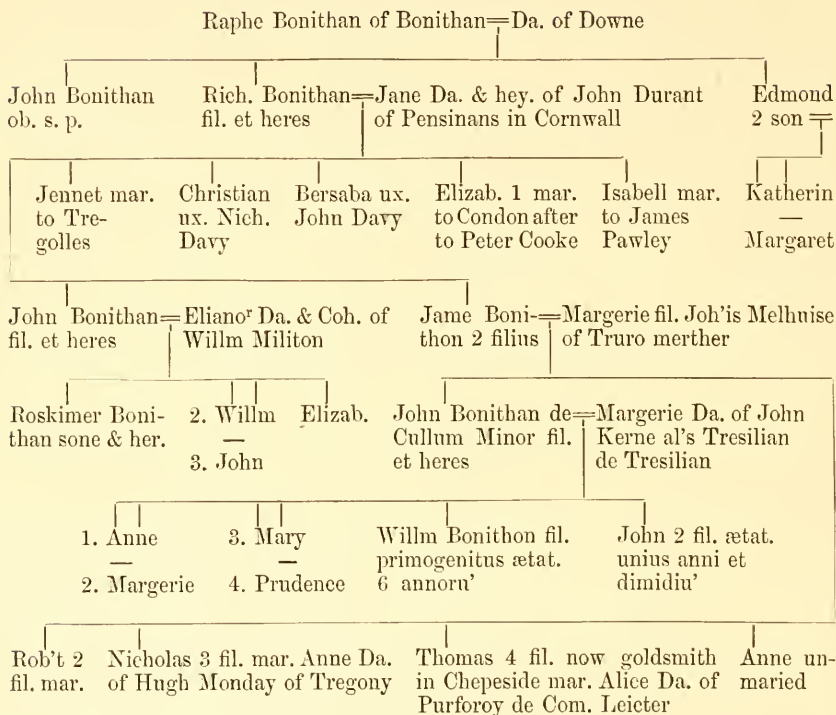 Raphe Bonithan of Bonithan=Da. of Downe
John Bonithan
ob. s. p.
Rich. Bonithan=Jane Da. & hey. of John Durant
fil. et heres
of Pensinans in Cornwall
Edmond
2 son=
Jennet mar.
to Tre-
golles
Christian
ux. Nich.
Davy
Bersaba ux.
John Davy
Elizab. 1 mar.
to Condon after
to Peter Cooke
Isabell mar.
to James
Pawley
Katherin
—
Margaret
John Bonithan=Elianoʳ Da. & Coh. of
fil. et heres
Willm Militon
Jame Boni-=Margerie fil. Joh'is Melhuise
thon 2 filius
of Truro merther
Roskimer Boni-
than sone & her.
2. Willm
—
3. John
Elizab.
John Bonithan de=Margerie Da. of John
Cullum Minor fil.
et heres
Kerne al's Tresilian
de Tresilian
1. Anne
—
2. Margerie
3. Mary
—
4. Prudence
Willm Bonithon fil.
primogenitus ætat.
6 annoru'
John 2 fil. ætat.
unius anni et
dimidiu'
Rob't 2
fil. mar.
Nicholas 3 fil. mar. Anne Da.
of Hugh Monday of Tregony
Thomas 4 fil. now goldsmith
in Chepeside mar. Alice Da. of
Purforoy de Com. Leicter
Anne un-
maried